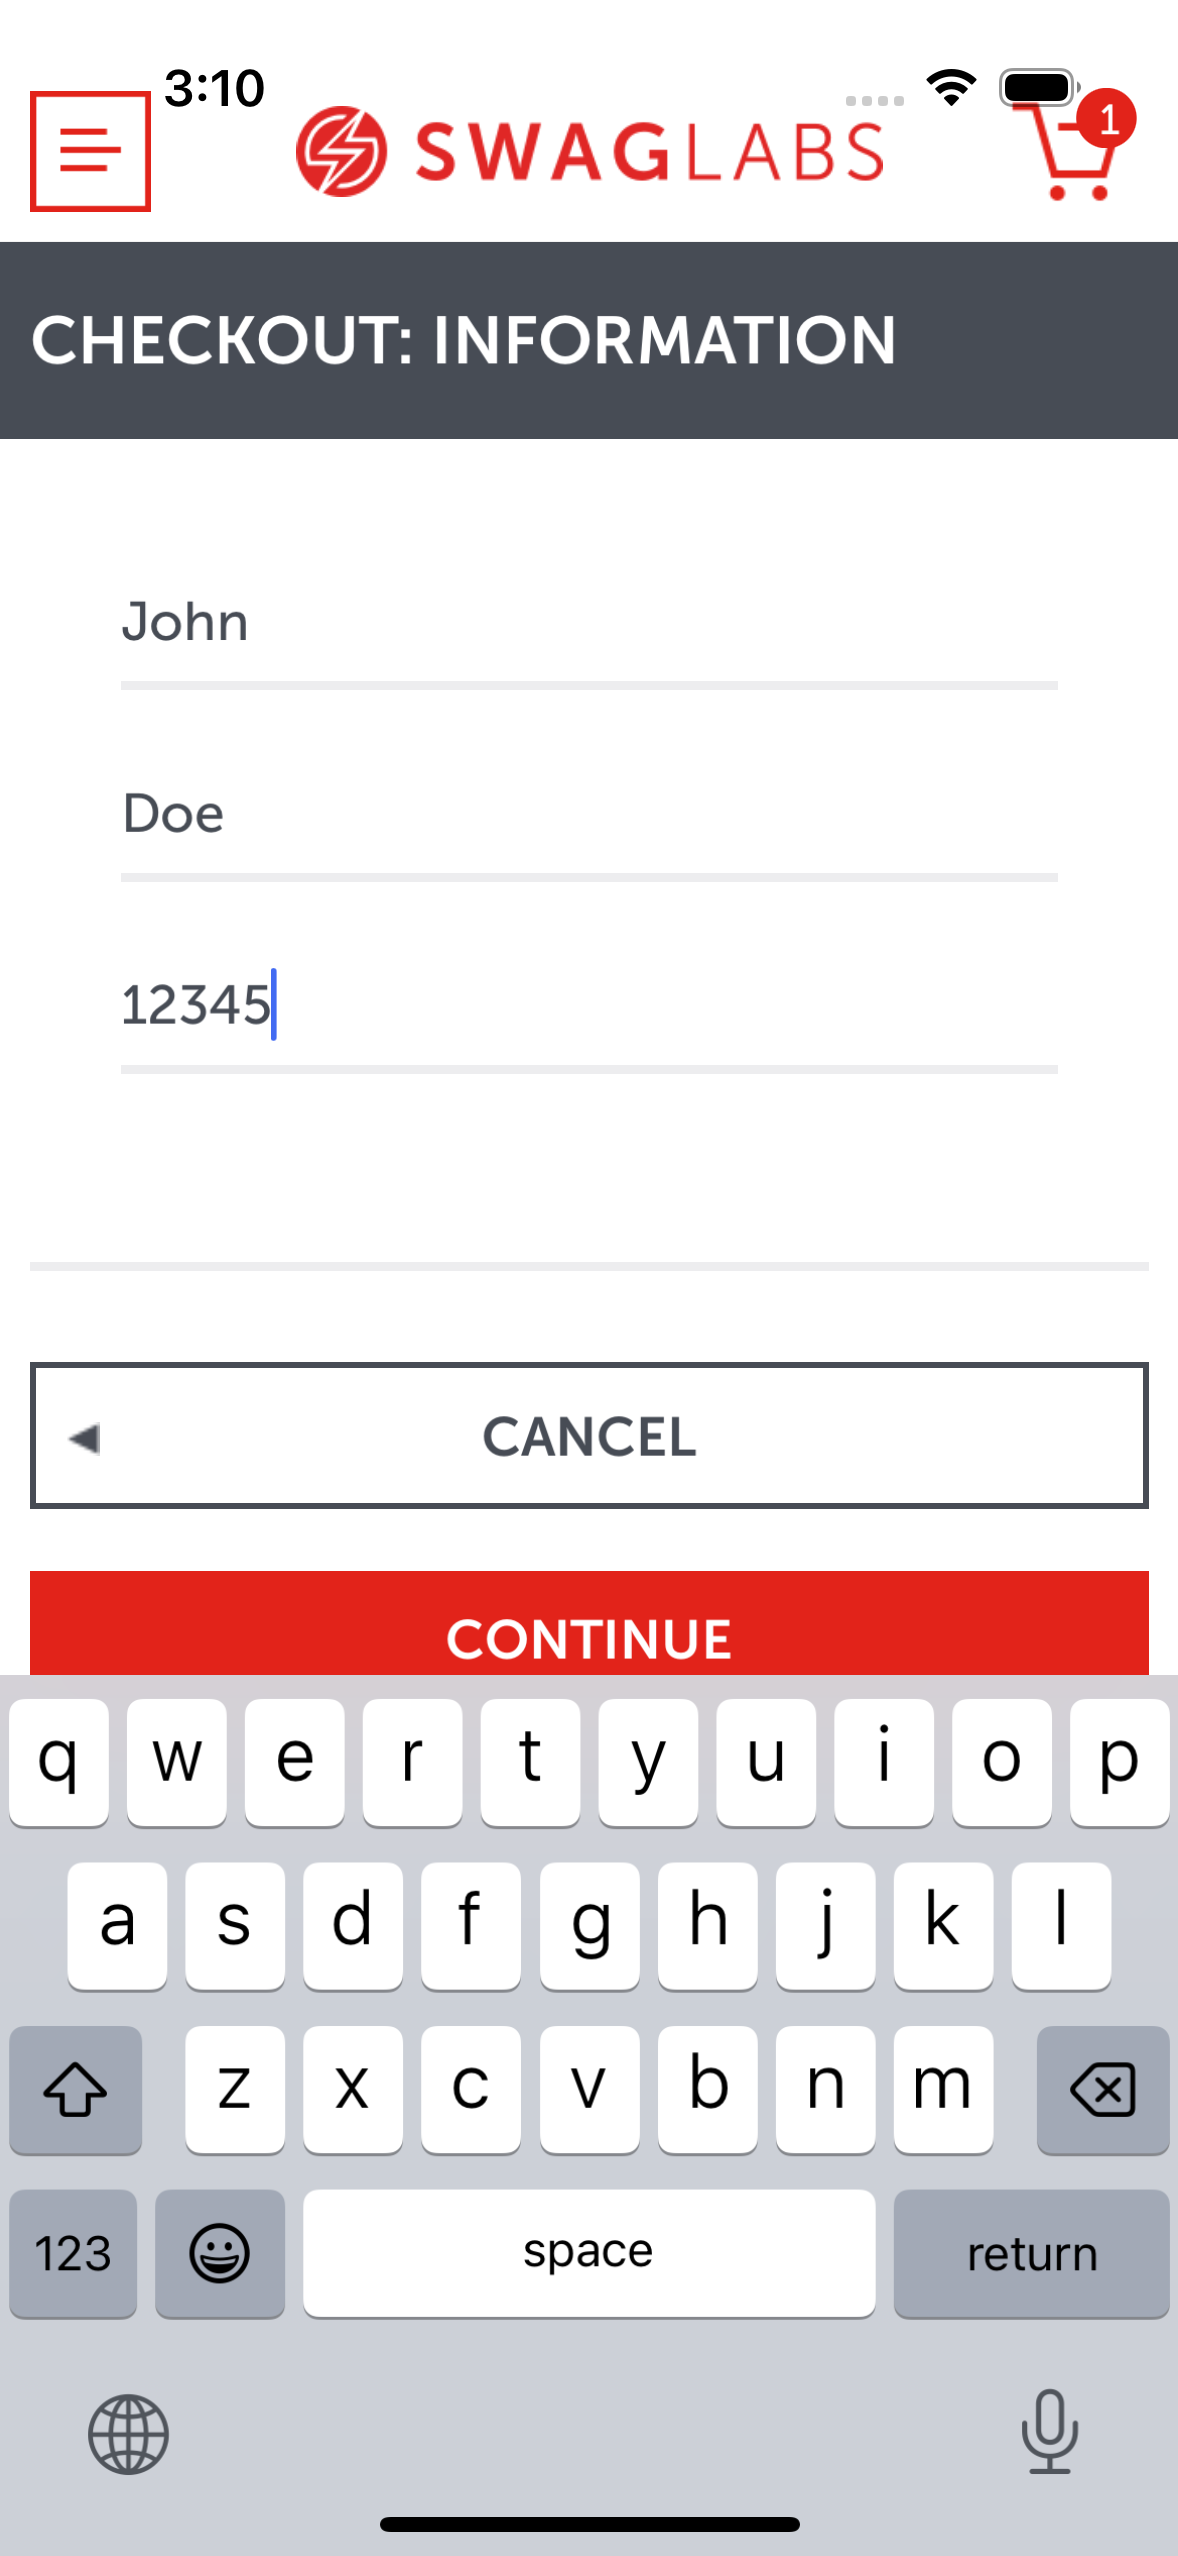 3:10
SWAGLABS
1
CHECKOUT: INFORMATION
John
Doe
12345
CANCEL
CONTINUE
q w e r t y u i o p
a s d f g h j k l
z x c v b n m
123 space return